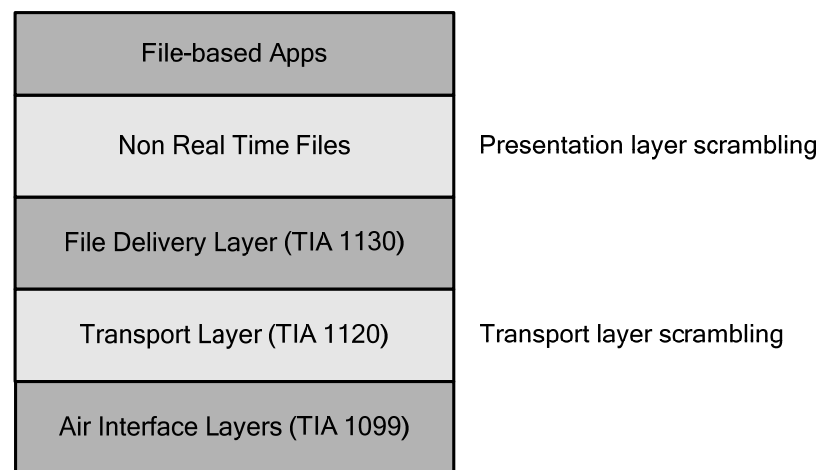 File-based Apps
Non Real Time Files
Presentation layer scrambling
File Delivery Layer (TIA 1130)
Transport Layer (TIA 1120)
Transport layer scrambling
Air Interface Layers (TIA 1099)